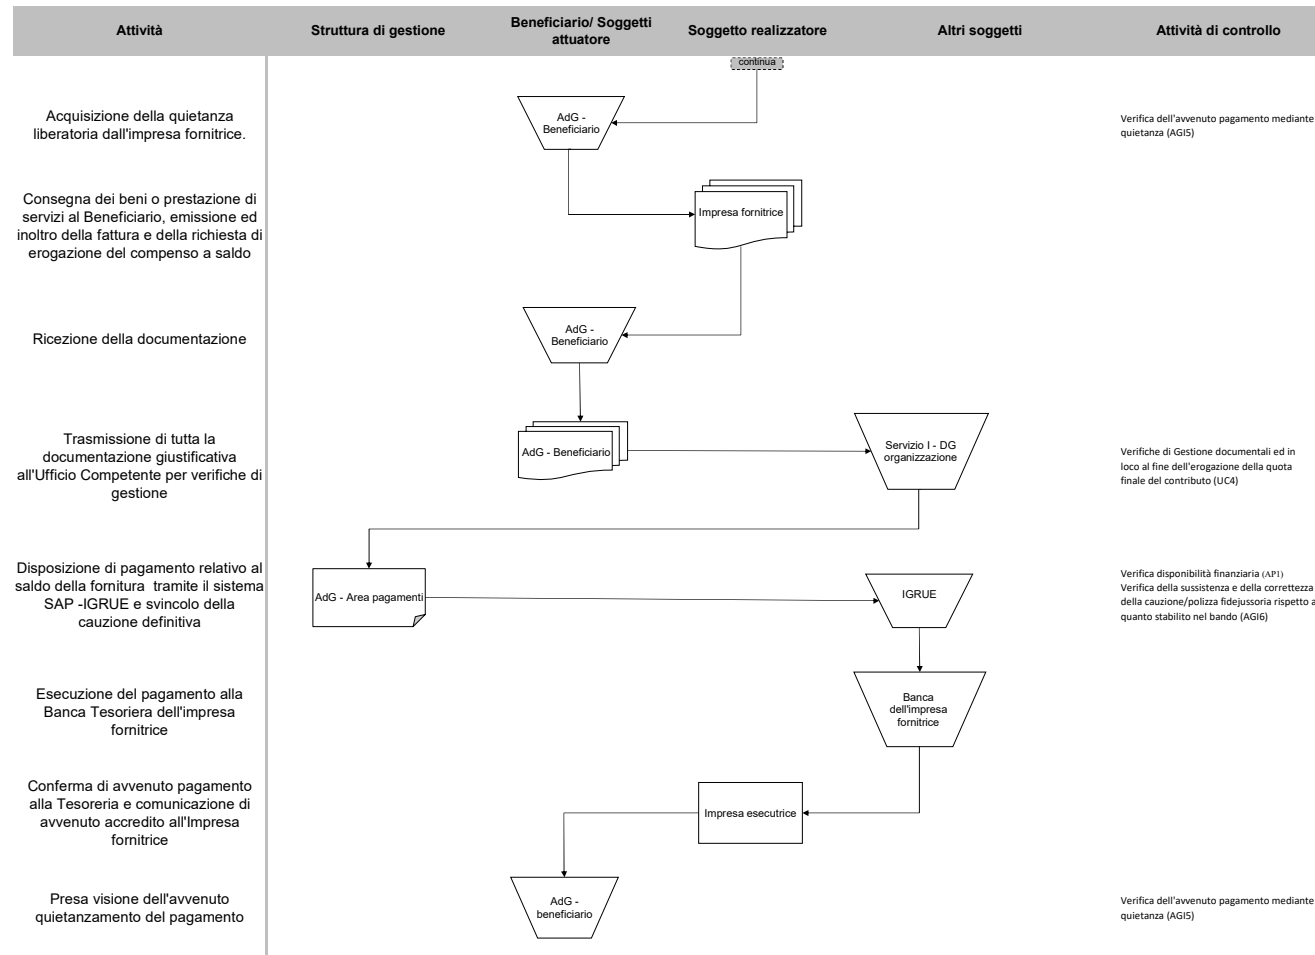 Attività
Struttura di gestione
Beneficiario/ Soggetti
attuatore
Soggetto realizzatore
Altri soggetti
Attività di controllo
continua
Acquisizione della quietanza
liberatoria dall'impresa fornitrice.
AdG -
Beneficiario
Verifica dell'avvenuto pagamento mediante
quietanza (AGI5)
Consegna dei beni o prestazione di
servizi al Beneficiario, emissione ed
inoltro della fattura e della richiesta di
erogazione del compenso a saldo
Impresa fornitrice
Ricezione della documentazione
AdG -
Beneficiario
Trasmissione di tutta la
documentazione giustificativa
all'Ufficio Competente per verifiche di
gestione
AdG - Beneficiario
Servizio I - DG
organizzazione
Verifiche di Gestione documentali ed in
loco al fine dell'erogazione della quota
finale del contributo (UC4)
Disposizione di pagamento relativo al
saldo della fornitura tramite il sistema
SAP -IGRUE e svincolo della
cauzione definitiva
AdG - Area pagamenti
IGRUE
Verifica disponibilità finanziaria (AP1)
Verifica della sussistenza e della correttezza
della cauzione/polizza fidejussoria rispetto a
quanto stabilito nel bando (AGI6)
Esecuzione del pagamento alla
Banca Tesoriera dell'impresa
fornitrice
Banca
dell'impresa
fornitrice
Conferma di avvenuto pagamento
alla Tesoreria e comunicazione di
avvenuto accredito all'Impresa
fornitrice
Impresa esecutrice
Presa visione dell'avvenuto
quietanzamento del pagamento
AdG -
beneficiario
Verifica dell'avvenuto pagamento mediante
quietanza (AGI5)